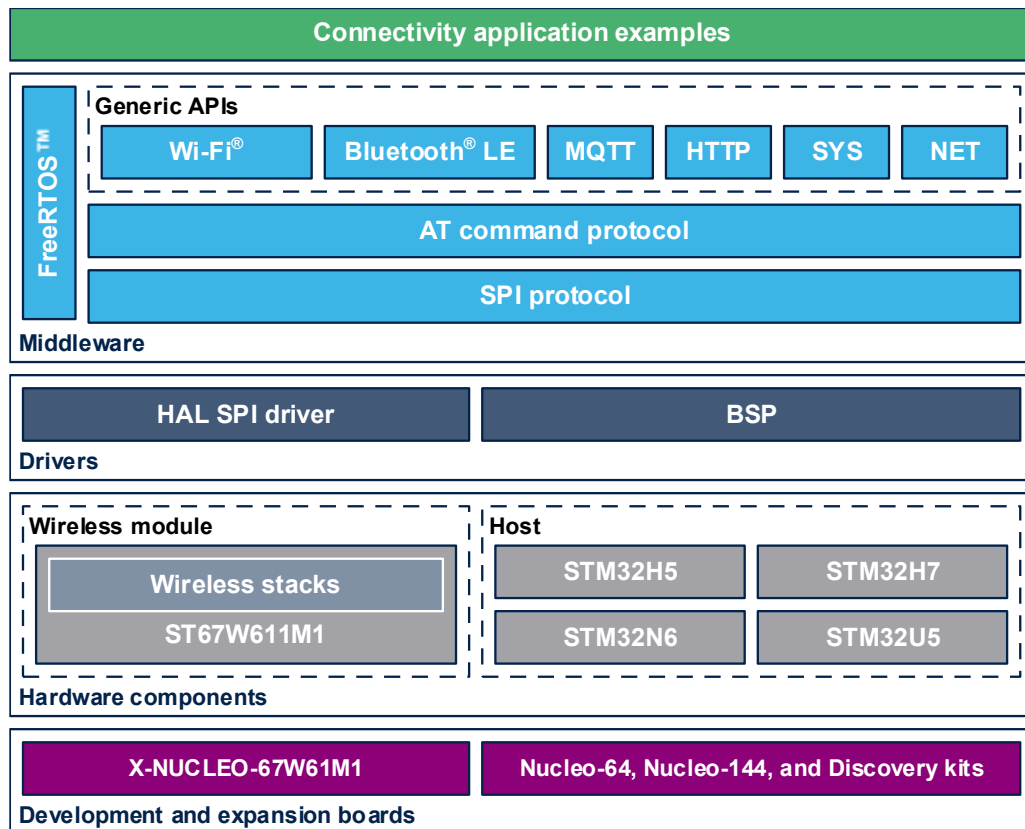 Connectivity application examples
FreeRTOS™
Generic APIs
Wi-Fi®
Bluetooth® LE
MQTT
HTTP
SYS
NET
AT command protocol
SPI protocol
Middleware
HAL SPI driver
BSP
Drivers
Wireless module
Wireless stacks
ST67W611M1
Host
STM32H5
STM32H7
STM32N6
STM32U5
Hardware components
X-NUCLEO-67W61M1
Nucleo-64, Nucleo-144, and Discovery kits
Development and expansion boards